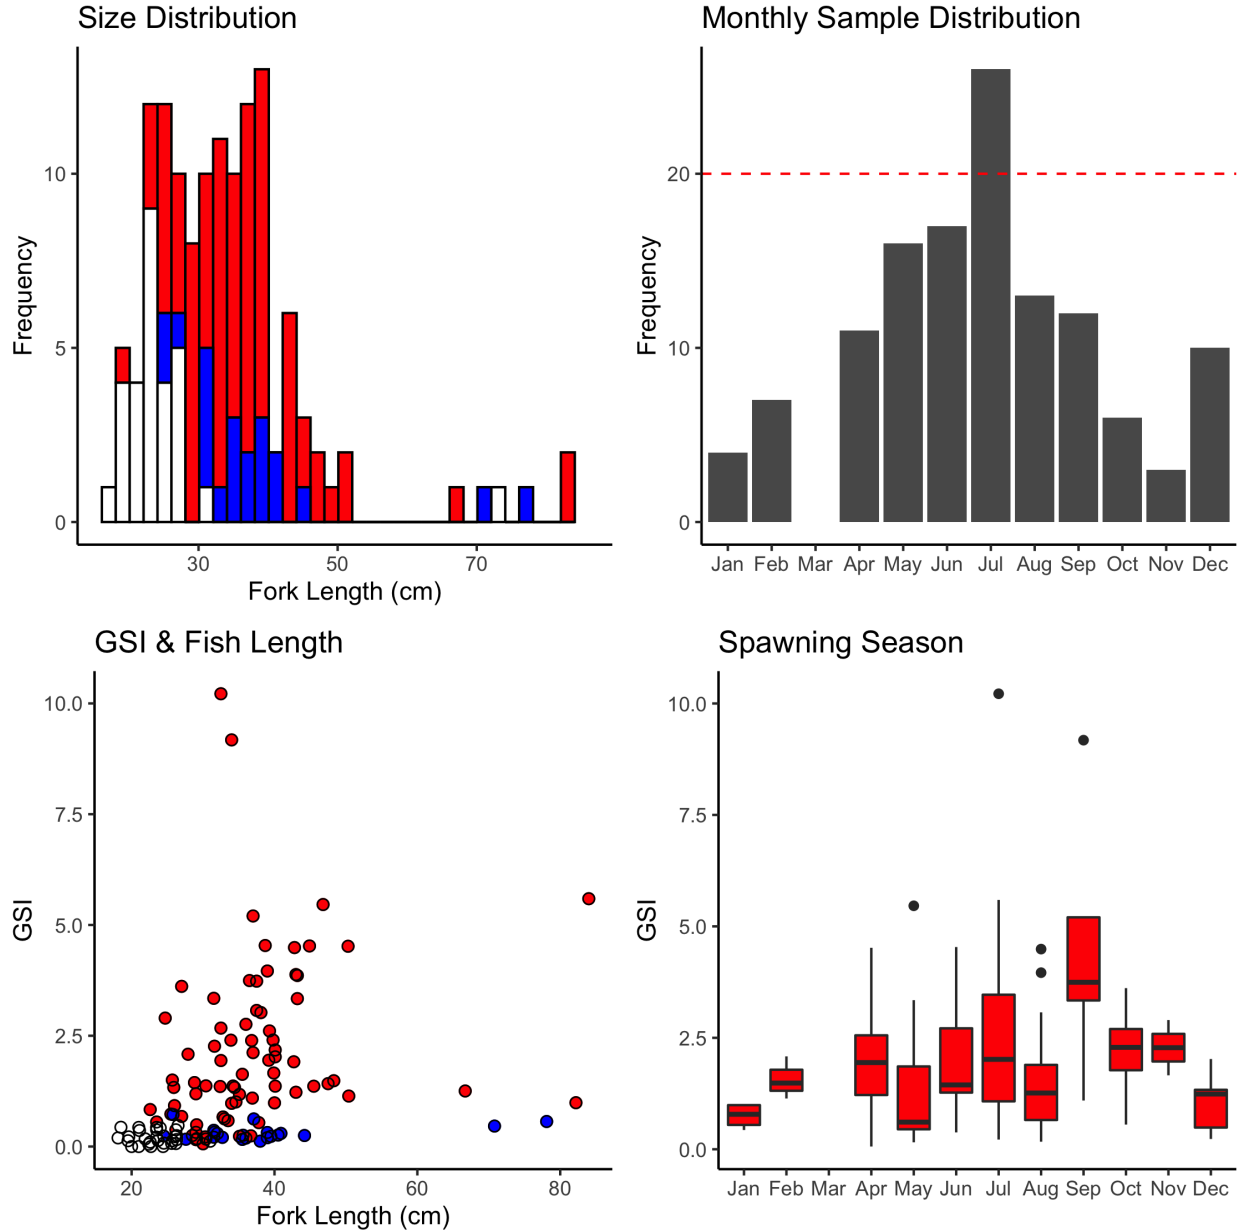 Size Distribution
Frequency
10
5
0
30 50 70
Fork Length (cm)
Monthly Sample Distribution
Frequency
20
10
0
Jan Feb Mar Apr May Jun Jul Aug Sep Oct Nov Dec
GSI & Fish Length
GSI
10.0
7.5
5.0
2.5
0.0
20 40 60 80
Fork Length (cm)
Spawning Season
GSI
10.0
7.5
5.0
2.5
0.0
Jan Feb Mar Apr May Jun Jul Aug Sep Oct Nov Dec